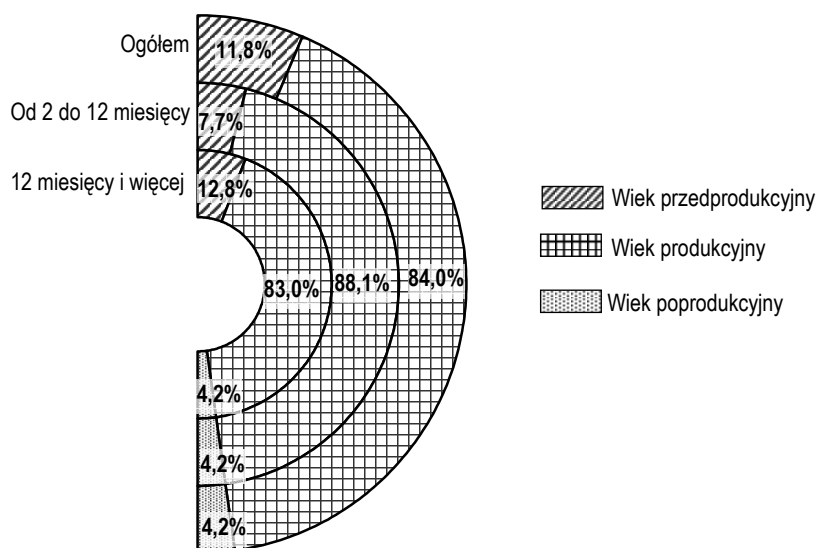 Ogółem
11,8%
Od 2 do 12 miesięcy
7,7%
12 miesięcy i więcej
12,8%
83,0%
88,1%
84,0%
4,2%
4,2%
4,2%
Wiek przedprodukcyjny
Wiek produkcyjny
Wiek poprodukcyjny